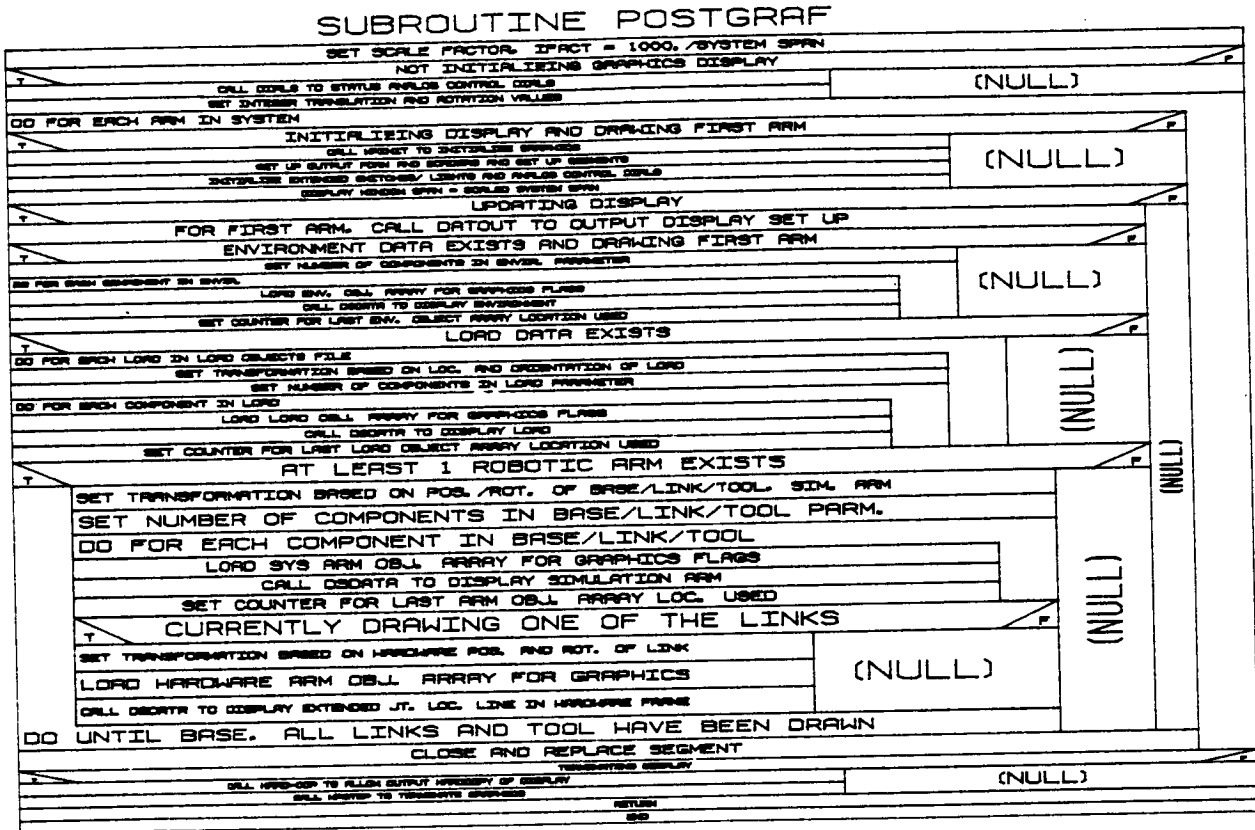 SUBROUTINE POSTGRAF
SET SCALE FACTOR. IFACT = 1000./SYSTEM SPAN
NOT INITIALIZING GRAPHICS DISPLAY
T F
CALL DIALS TO STATUS ANALOG CONTROL DIALS
(NULL)
SET INTEGER TRANSLATION AND ROTATION VALUES
DO FOR EACH ARM IN SYSTEM
INITIALIZING DISPLAY AND DRAWING FIRST ARM
T F
CALL TO INITIALIZE GRAPHICS
(NULL)
SET UP OUTPUT FORM AND BORDERS AND SET UP SEGMENTS
INITIALIZE EXTENDED SWITCHES/ LIGHTS AND ANALOG CONTROL DIALS
DISPLAY WINDOW SPAN = SCALED SYSTEM SPAN
UPDATING DISPLAY
T F
FOR FIRST ARM. CALL DATOUT TO OUTPUT DISPLAY SET UP
ENVIRONMENT DATA EXISTS AND DRAWING FIRST ARM
T F
SET NUMBER OF COMPONENTS IN ENVIR. PARAMETER
DO FOR EACH COMPONENT IN ENVIR.
(NULL)
LOAD ENV. OBJ. ARRAY FOR GRAPHICS FLAGS
CALL DSDATA TO DISPLAY ENVIRONMENT
SET COUNTER FOR LAST ENV. OBJECT ARRAY LOCATION USED
LOAD DATA EXISTS
T F
DO FOR EACH LOAD IN LOAD OBJECTS FILE
SET TRANSFORMATION BASED ON LOC. AND ORIENTATION OF LOAD
SET NUMBER OF COMPONENTS IN LOAD PARAMETER
(NULL)
DO FOR EACH COMPONENT IN LOAD
LOAD LOAD OBJ. ARRAY FOR GRAPHICS FLAGS
CALL DSDATA TO DISPLAY LOAD
SET COUNTER FOR LAST LOAD OBJECT ARRAY LOCATION USED
(NULL)
AT LEAST 1 ROBOTIC ARM EXISTS
T F
SET TRANSFORMATION BASED ON POS./ROT. OF BASE/LINK/TOOL. SIM. ARM
SET NUMBER OF COMPONENTS IN BASE/LINK/TOOL PARM.
DO FOR EACH COMPONENT IN BASE/LINK/TOOL
LOAD SYS ARM OBJ. ARRAY FOR GRAPHICS FLAGS
CALL DSDATA TO DISPLAY SIMULATION ARM
(NULL)
SET COUNTER FOR LAST ARM OBJ. ARRAY LOC. USED
CURRENTLY DRAWING ONE OF THE LINKS
T F
SET TRANSFORMATION BASED ON HARDWARE POS. AND ROT. OF LINK
LOAD HARDWARE ARM OBJ. ARRAY FOR GRAPHICS
(NULL)
CALL DSDATA TO DISPLAY EXTENDED JT. LOC. LINE IN HARDWARE FRAME
DO UNTIL BASE. ALL LINKS AND TOOL HAVE BEEN DRAWN
CLOSE AND REPLACE SEGMENT
TERMINATING DISPLAY
T F
CALL TO ALLOW OUTPUT HARDCOPY OF DISPLAY
(NULL)
CALL TO TERMINATE GRAPHICS
RETURN
END